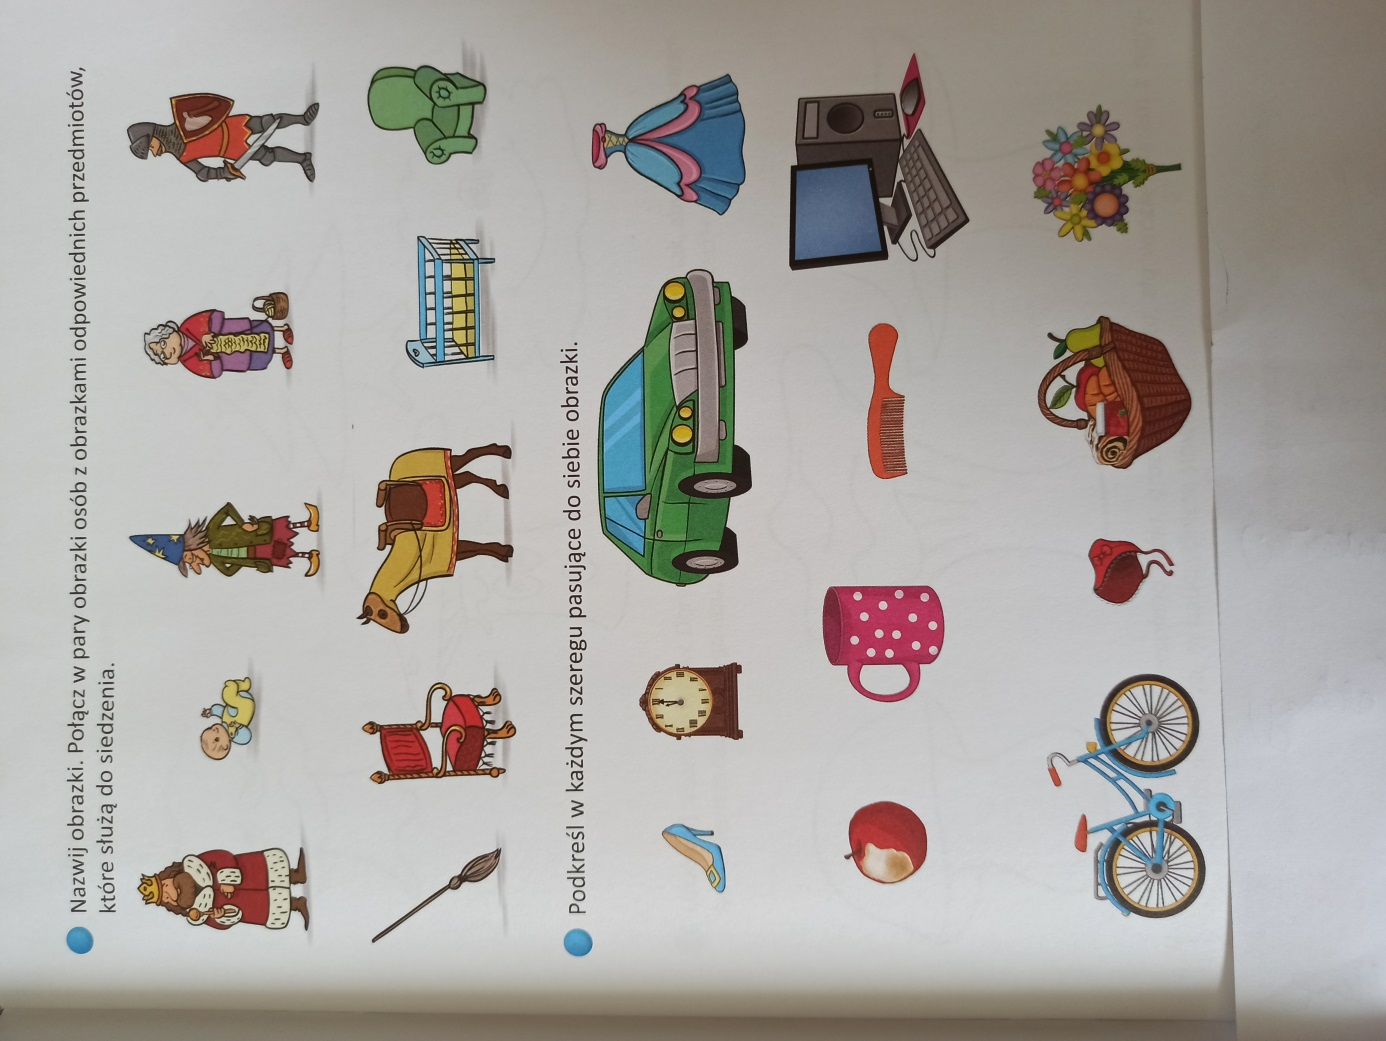 Nazwij obrazki. Połącz w pary obrazki osób z obrazkami odpowiednich przedmiotów,
które służą do siedzenia.
Podkreśl w każdym szeregu pasujące do siebie obrazki.